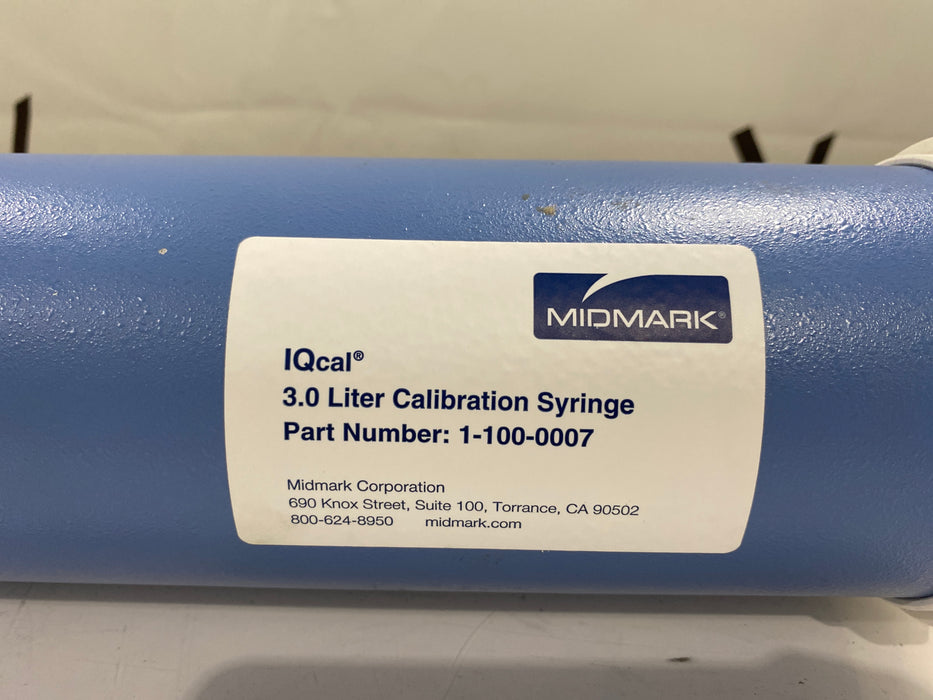 MIDMARK®
IQcal®
3.0 Liter Calibration Syringe
Part Number: 1-100-0007
Midmark Corporation
690 Knox Street, Suite 100, Torrance, CA 90502
800-624-8950 midmark.com